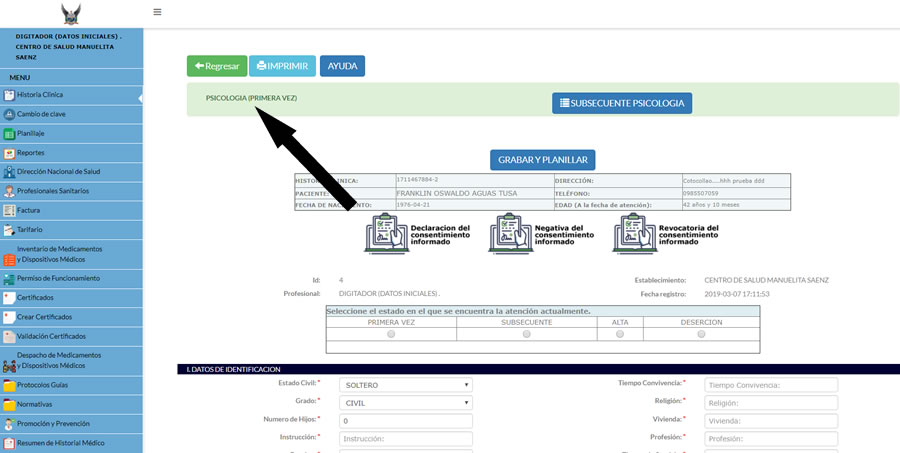 DIGITADOR (DATOS INICIALES) .
CENTRO DE SALUD MANUELITA
SAENZ
MENU
Historia Clínica
Cambio de clave
Planillaje
Reportes
Dirección Nacional de Salud
Profesionales Sanitarios
Factura
Tarifario
Inventario de Medicamentos
y Dispositivos Médicos
Permiso de Funcionamiento
Certificados
Crear Certificados
Validación Certificados
Despacho de Medicamentos
y Dispositivos Médicos
Protocolos Guías
Normativas
Promoción y Prevención
Resumen de Historial Médico
Regresar IMPRIMIR AYUDA
PSICOLOGIA (PRIMERA VEZ) SUBSECUENTE PSICOLOGIA
GRABAR Y PLANILLAR
1711467884-2 DIRECCIÓN: Cotocollao.....hhh prueba ddd
PACIENTE: FRANKLIN OSWALDO AGUAS TUSA TELÉFONO: 0985507059
FECHA DE 1976-04-21 EDAD (A la fecha de atención): 42 años y 10 meses
Declaracion del
consentimiento
informado
Negativa del
consentimiento
informado
Revocatoria del
consentimiento
informado
Id: 4 Establecimiento: CENTRO DE SALUD MANUELITA SAENZ
Profesional: DIGITADOR (DATOS INICIALES) . Fecha registro: 2019-03-07 17:11:53
Seleccione el estado en el que se encuentra la atención actualmente.
PRIMERA VEZ SUBSECUENTE ALTA DESERCION
I. DATOS DE IDENTIFICACION
Estado Civil:* SOLTERO Tiempo Convivencia:* Tiempo Convivencia:
Grado:* CIVIL Religión:* Religión:
Numero de Hijos:* 0 Vivienda:* Vivienda:
Instrucción:* Instrucción: Profesión:* Profesión: